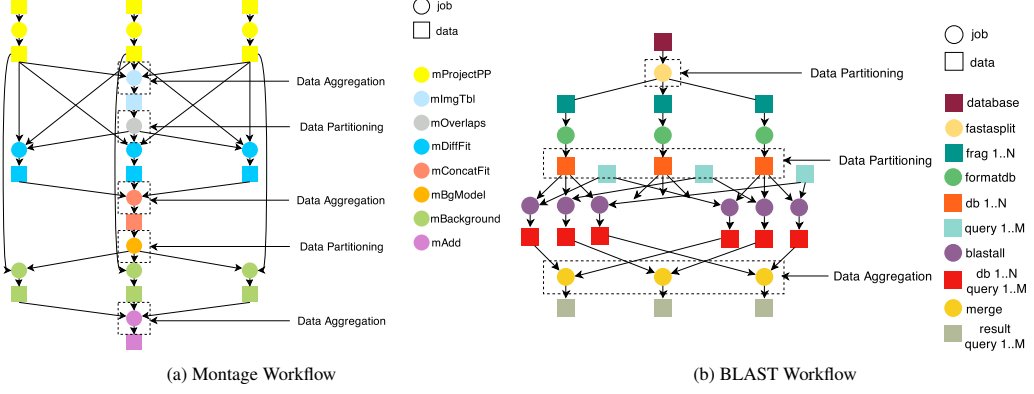 job
data
mProjectPP
mImgTbl
mOverlaps
mDiffFit
mConcatFit
mBgModel
mBackground
mAdd
Data Aggregation
Data Partitioning
Data Aggregation
Data Partitioning
Data Aggregation
(a) Montage Workflow
job
data
database
fastasplit
frag 1..N
formatdb
db 1..N
query 1..M
blastall
db 1..N
query 1..M
merge
result
query 1..M
Data Partitioning
Data Partitioning
Data Aggregation
(b) BLAST Workflow